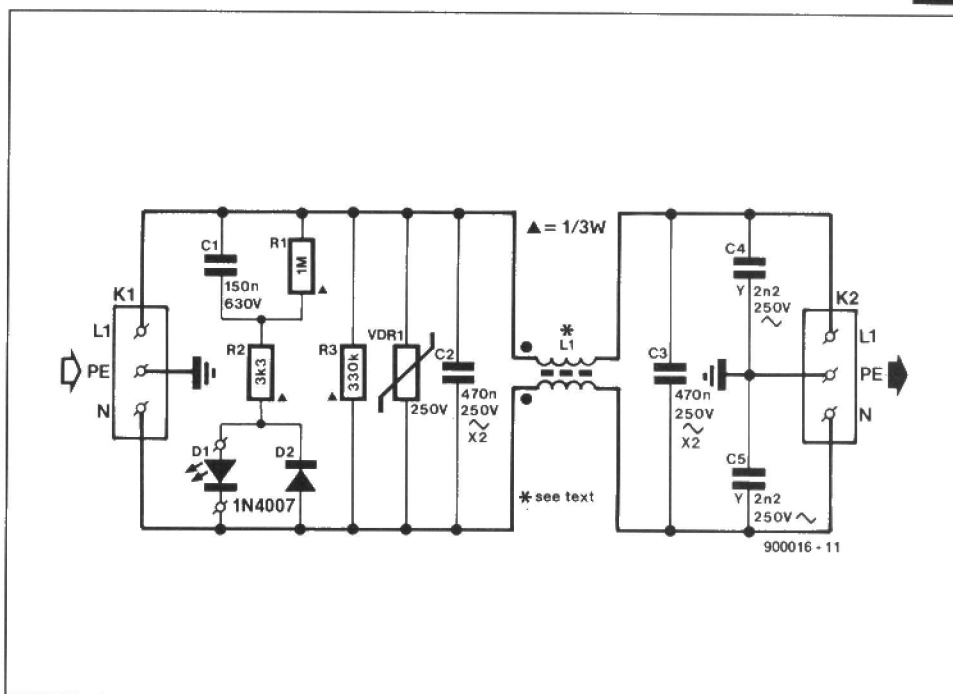 K1
L1
PE
N
C1
150n
630V
R1
1M
▲
R2
3k3
▲
D1
1N4007
D2
R3
330k
▲
VDR1
250V
C2
470n
250V
∼
X2
▲ = 1/3W
*
L1
* see text
C3
470n
250V
∼
X2
C4
Y 2n2
250V
∼
C5
Y 2n2
250V ∼
K2
L1
PE
N
900016 - 11